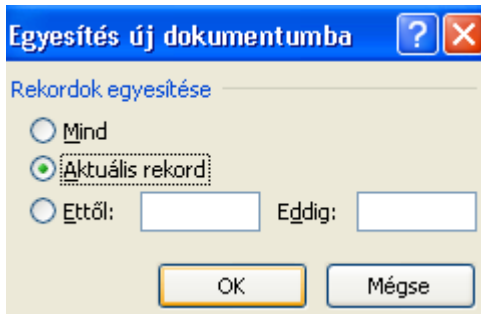 Egyesítés új dokumentumba
Rekordok egyesítése
Mind
Aktuális rekord
Ettől: Eddig:
OK Mégse